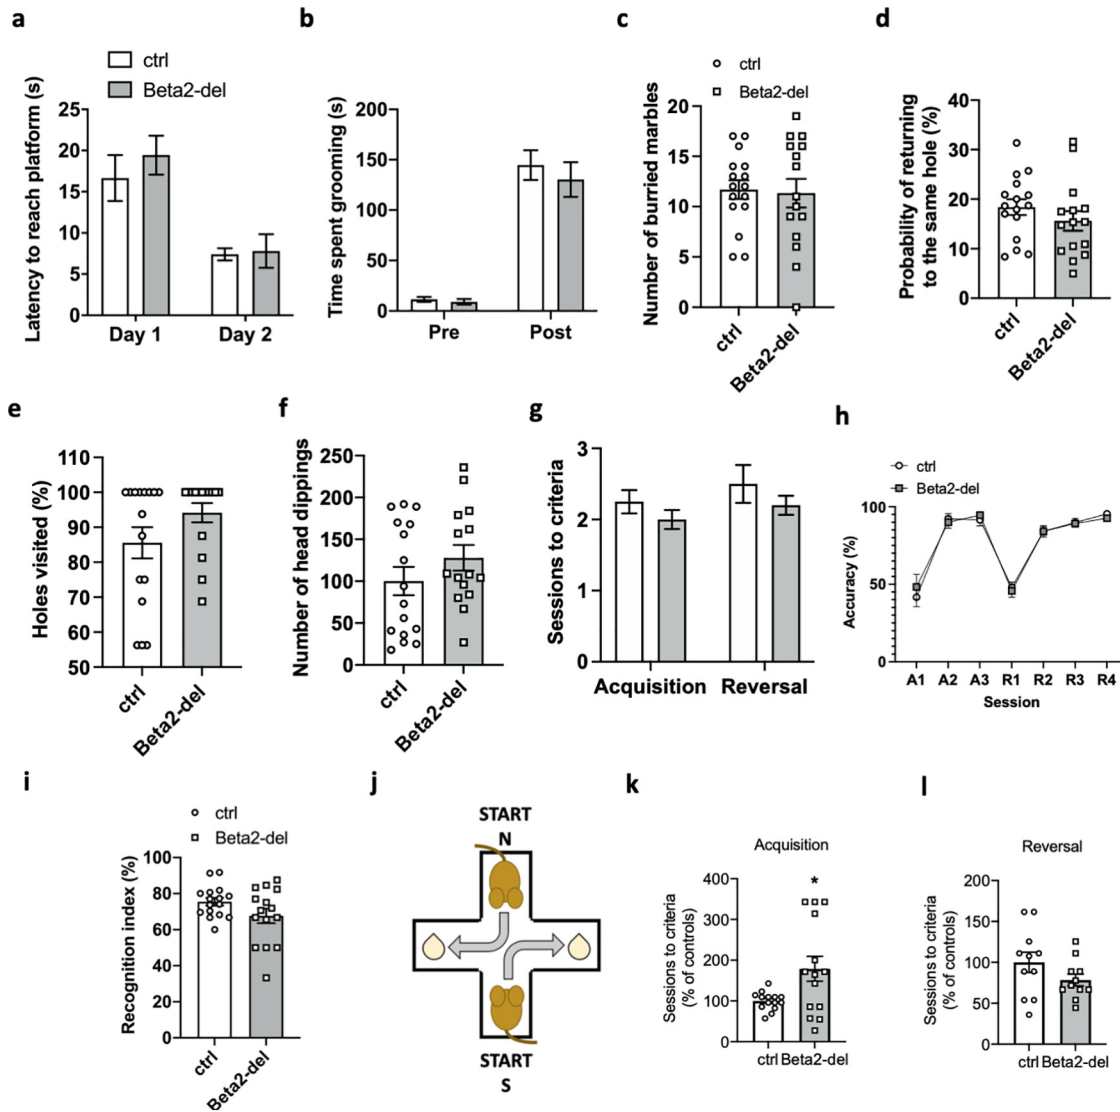 a
ctrl
Beta2-del
Latency to reach platform (s)
25
20
15
10
5
0
Day 1
Day 2
b
Time spent grooming (s)
200
150
100
50
0
Pre
Post
c
ctrl
Beta2-del
Number of burried marbles
20
15
10
5
0
ctrl
Beta2-del
d
Probability of returning
to the same hole (%)
40
30
20
10
0
ctrl
Beta2-del
e
Holes visited (%)
110
100
90
80
70
60
50
ctrl
Beta2-del
f
Number of head dippings
250
200
150
100
50
0
ctrl
Beta2-del
g
Sessions to criteria
3
2
1
0
Acquisition
Reversal
h
ctrl
Beta2-del
Accuracy (%)
100
50
0
A1 A2 A3 R1 R2 R3 R4
Session
i
ctrl
Beta2-del
Recognition index (%)
100
80
60
40
20
0
ctrl
Beta2-del
j
START
N
START
S
k
Acquisition
Sessions to criteria
(% of controls)
400
300
200
100
0
*
ctrl Beta2-del
l
Reversal
Sessions to criteria
(% of controls)
200
150
100
50
0
ctrl Beta2-del